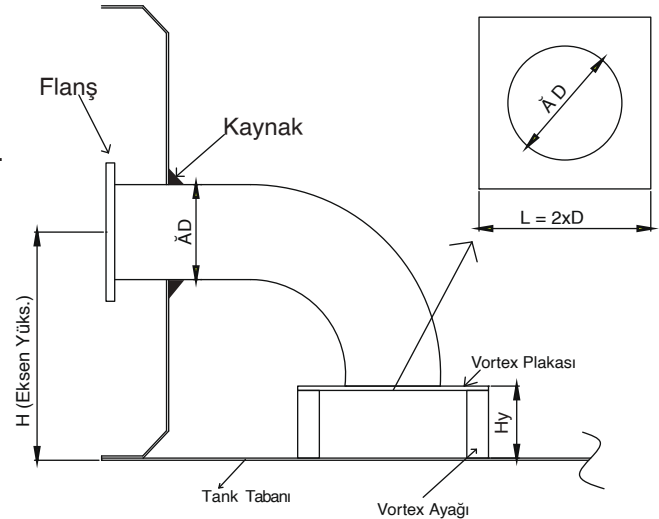 Flanş
Kaynak
ĂD
ĂD
L = 2xD
H (Eksen Yüks.)
Vortex Plakası
Hy
Tank Tabanı
Vortex Ayağı